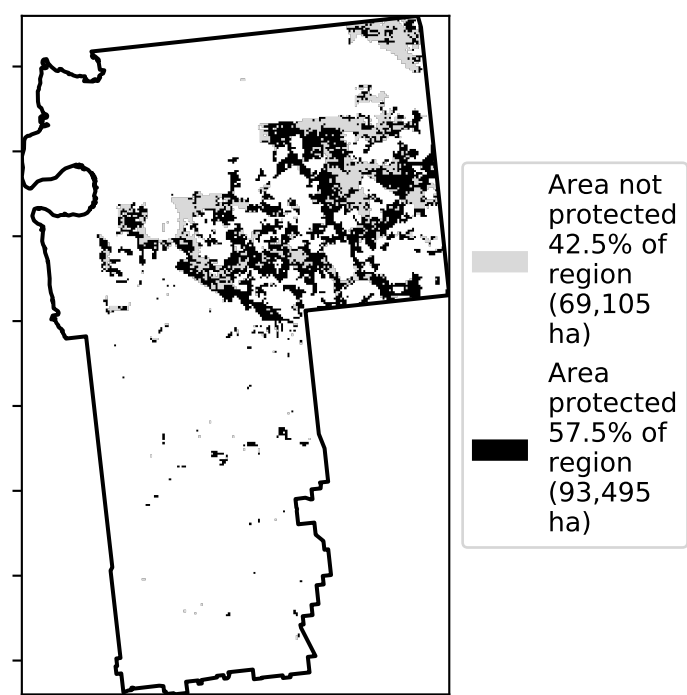 Area not
protected
42.5% of
region
(69,105
ha)
Area
protected
57.5% of
region
(93,495
ha)